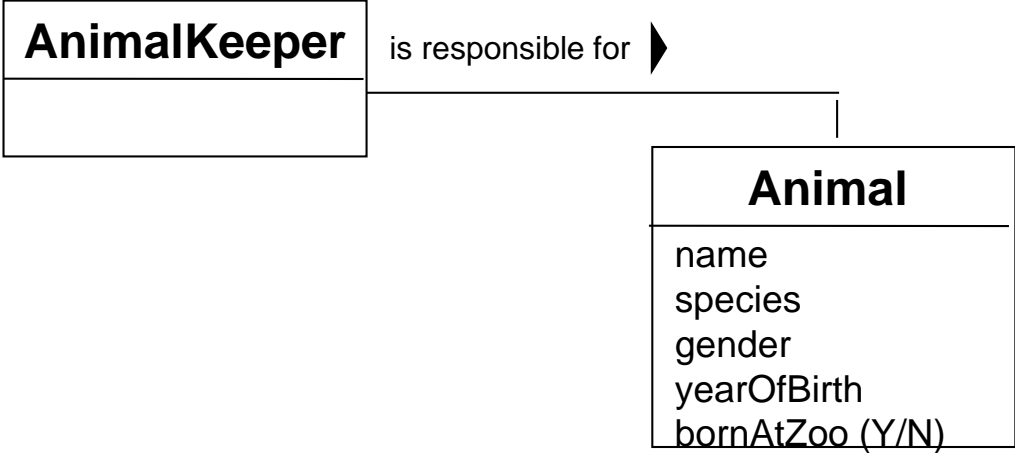 AnimalKeeper
is responsible for
Animal
name
species
gender
yearOfBirth
bornAtZoo (Y/N)